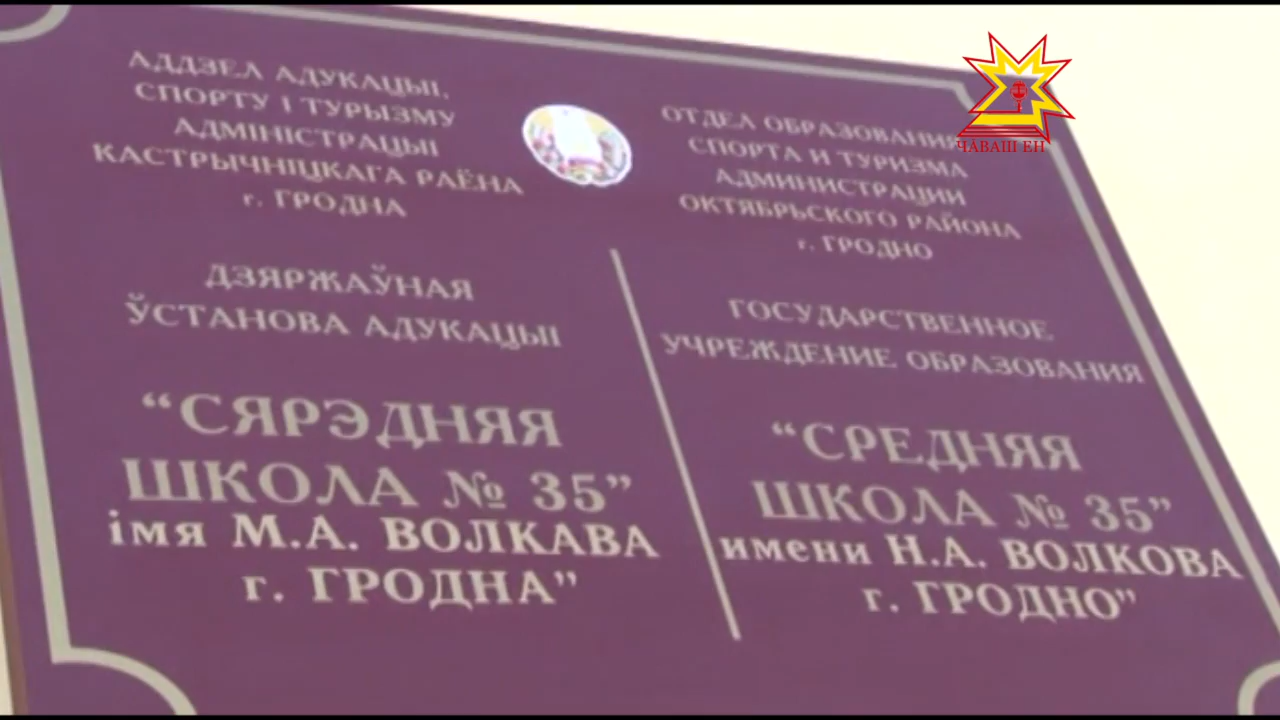 АДДЗЕЛ АДУКАЦЫІ,
СПОРТУ І ТУРЫЗМУ
АДМІНІСТРАЦЫІ
КАСТРЫЧНІЦКАГА РАЁНА
г. ГРОДНА
ДЗЯРЖАЎНАЯ
ЎСТАНОВА АДУКАЦЫІ
“СЯРЭДНЯЯ
ШКОЛА № 35”
імя М.А. ВОЛКАВА
г. ГРОДНА”
ОТДЕЛ ОБРАЗОВАНИЯ
СПОРТА И ТУРИЗМА
АДМИНИСТРАЦИИ
ОКТЯБРЬСКОГО РАЙОНА
г. ГРОДНО
ГОСУДАРСТВЕННОЕ
УЧРЕЖДЕНИЕ ОБРАЗОВАНИЯ
“СРЕДНЯЯ
ШКОЛА № 35”
имени Н.А. ВОЛКОВА
г. ГРОДНО”
ЧӐВАШ ЕН